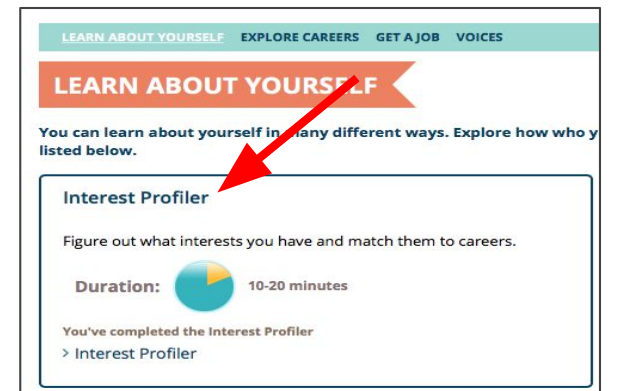 LEARN ABOUT YOURSELF EXPLORE CAREERS GET A JOB VOICES
LEARN ABOUT YOURSELF
You can learn about yourself in many different ways. Explore how who y
listed below.
Interest Profiler
Figure out what interests you have and match them to careers.
Duration: 10-20 minutes
You've completed the Interest Profiler
> Interest Profiler